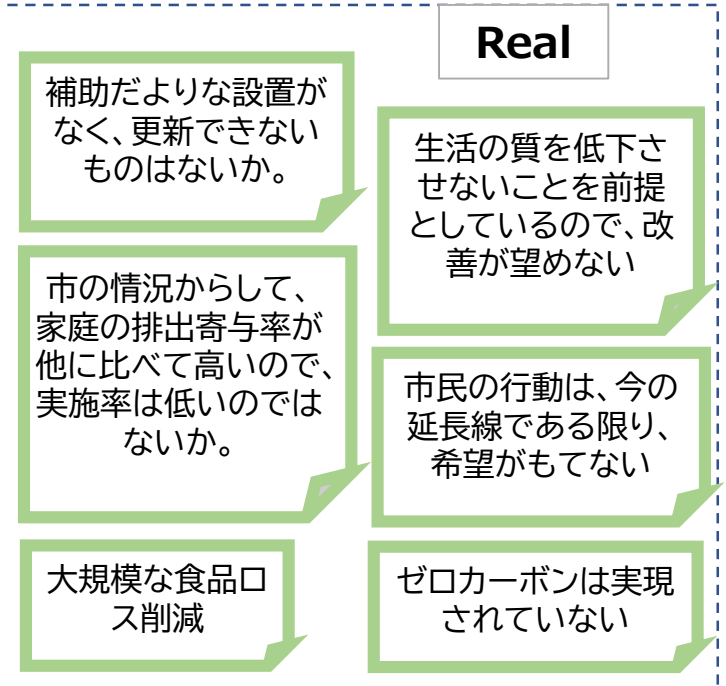 Real
補助だよりな設置が
なく、更新できない
ものはないか。
生活の質を低下さ
せないことを前提
としているので、改
善が望めない
市の情況からして、
家庭の排出寄与率が
他に比べて高いので、
実施率は低いのでは
ないか。
市民の行動は、今の
延長線である限り、
希望がもてない
大規模な食品ロ
ス削減
ゼロカーボンは実現
されていない